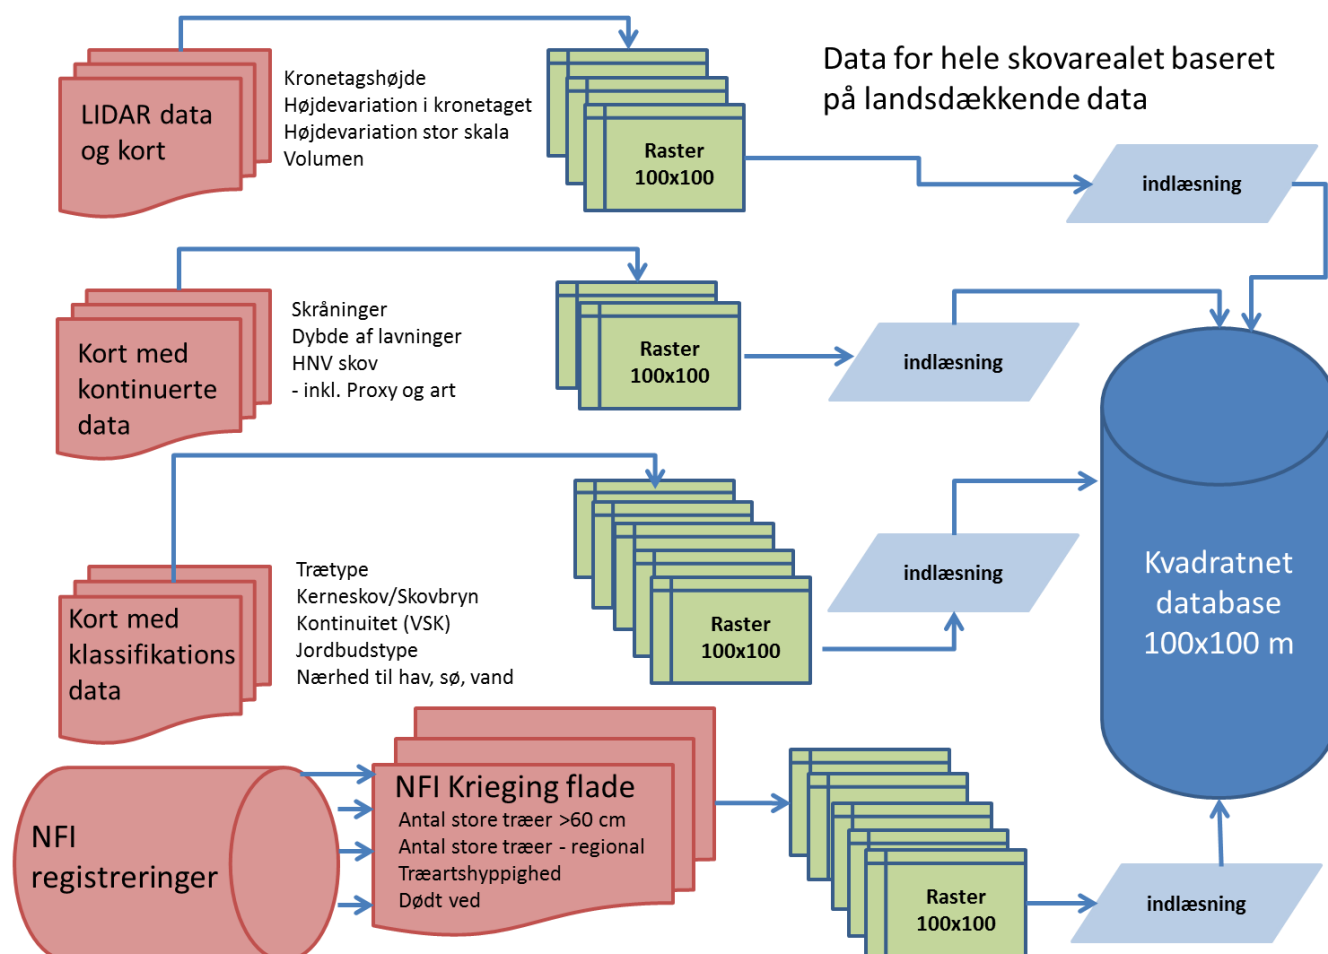 Data for hele skovarealet baseret
på landsdækkende data
LIDAR data
og kort
Kronetagshøjde
Højdevariation i kronetaget
Højdevariation stor skala
Volumen
Raster
100x100
indlæsning
Kort med
kontinuerte
data
Skråninger
Dybde af lavninger
HNV skov
- inkl. Proxy og art
Raster
100x100
indlæsning
Kort med
klassifikations
data
Trætype
Kerneskov/Skovbryn
Kontinuitet (VSK)
Jordbudstype
Nærhed til hav, sø, vand
Raster
100x100
indlæsning
Kvadratnet
database
100x100 m
NFI
registreringer
NFI Krieging flade
Antal store træer >60 cm
Antal store træer - regional
Træartshyppighed
Dødt ved
Raster
100x100
indlæsning